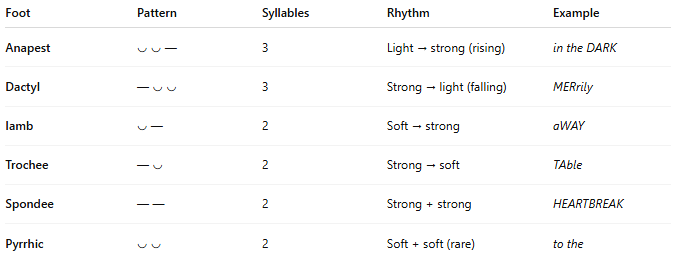 Foot Pattern Syllables Rhythm Example
Anapest ◡ ◡ — 3 Light → strong (rising) in the DARK
Dactyl — ◡ ◡ 3 Strong → light (falling) MERrily
Iamb ◡ — 2 Soft → strong aWAY
Trochee — ◡ 2 Strong → soft TAble
Spondee — — 2 Strong + strong HEARTBREAK
Pyrrhic ◡ ◡ 2 Soft + soft (rare) to the